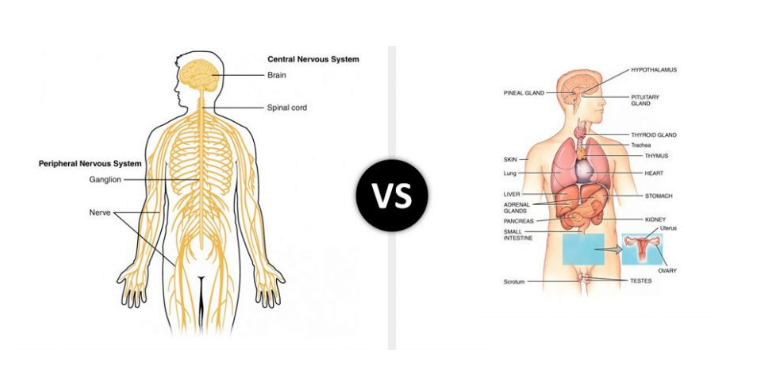 Central Nervous System
Brain
Spinal cord
Peripheral Nervous System
Ganglion
Nerve
VS
HYPOTHALAMUS
PINEAL GLAND
PITUITARY
GLAND
THYROID GLAND
Trachea
THYMUS
SKIN
Lung
HEART
LIVER
STOMACH
ADRENAL
GLANDS
PANCREAS
KIDNEY
SMALL
INTESTINE
Uterus
OVARY
Scrotum
TESTES